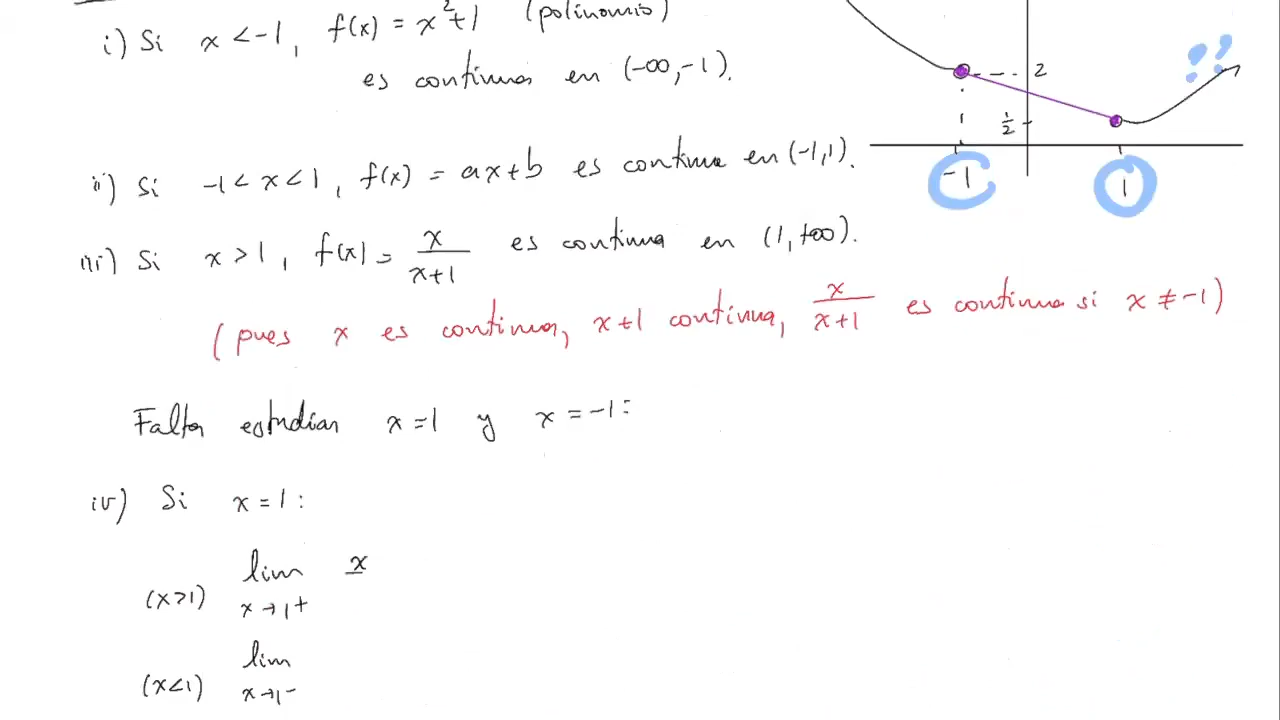 i) Si x < -1, f(x) = x²+1 (polinomio)
es continua en (-∞, -1).
2
1/2
-1
1
ii) Si -1 < x < 1, f(x) = ax+b es continua en (-1,1).
iii) Si x > 1, f(x) = x/(x+1) es continua en (1, +∞).
(pues x es continua, x+1 continua, x/(x+1) es continua si x ≠ -1)
Falta estudiar x = 1 y x = -1:
iv) Si x = 1:
(x>1) lim x→1+ x
(x<1) lim x→1-